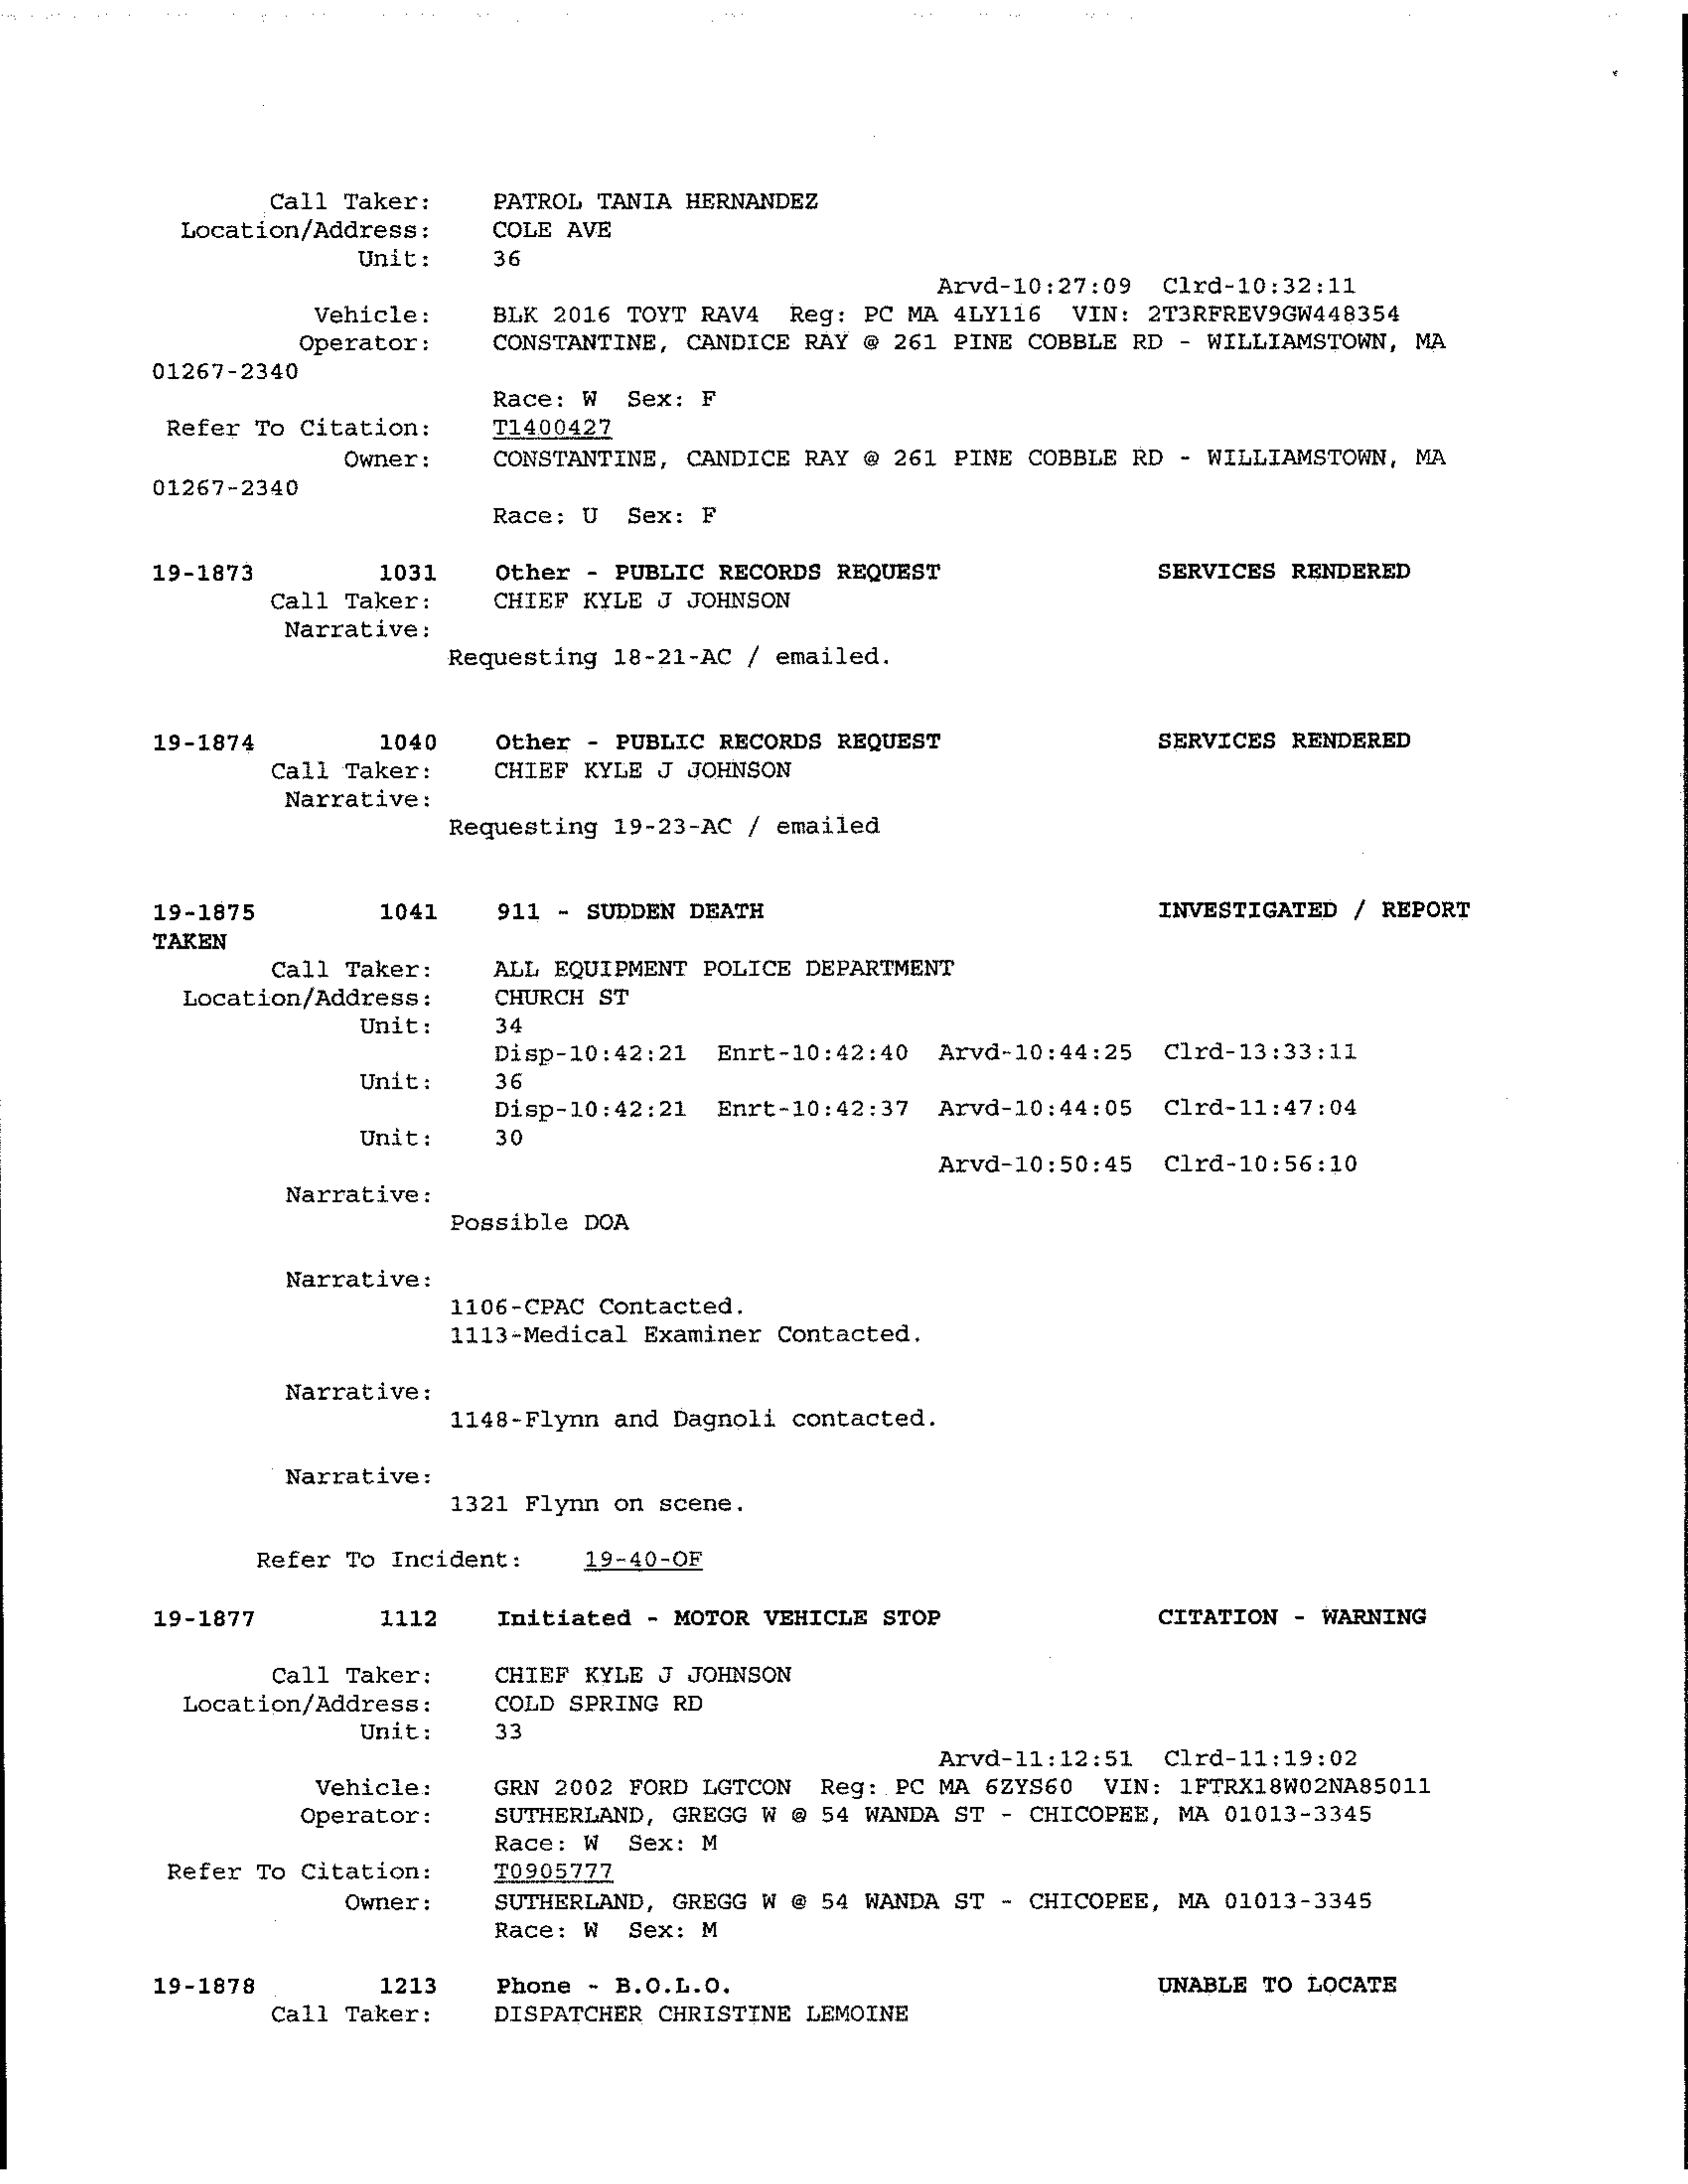 Call Taker: PATROL TANIA HERNANDEZ
Location/Address: COLE AVE
Unit: 36
Arvd-10:27:09 Clrd-10:32:11
Vehicle: BLK 2016 TOYT RAV4 Reg: PC MA 4LY116 VIN: 2T3RFREV9GW448354
Operator: CONSTANTINE, CANDICE RAY @ 261 PINE COBBLE RD - WILLIAMSTOWN, MA
01267-2340
Race: W Sex: F
Refer To Citation: T1400427
Owner: CONSTANTINE, CANDICE RAY @ 261 PINE COBBLE RD - WILLIAMSTOWN, MA
01267-2340
Race: U Sex: F
19-1873 1031 Other - PUBLIC RECORDS REQUEST SERVICES RENDERED
Call Taker: CHIEF KYLE J JOHNSON
Narrative:
Requesting 18-21-AC / emailed.
19-1874 1040 Other - PUBLIC RECORDS REQUEST SERVICES RENDERED
Call Taker: CHIEF KYLE J JOHNSON
Narrative:
Requesting 19-23-AC / emailed
19-1875 1041 911 - SUDDEN DEATH INVESTIGATED / REPORT
TAKEN
Call Taker: ALL EQUIPMENT POLICE DEPARTMENT
Location/Address: CHURCH ST
Unit: 34
Disp-10:42:21 Enrt-10:42:40 Arvd-10:44:25 Clrd-13:33:11
Unit: 36
Disp-10:42:21 Enrt-10:42:37 Arvd-10:44:05 Clrd-11:47:04
Unit: 30
Arvd-10:50:45 Clrd-10:56:10
Narrative:
Possible DOA
Narrative:
1106-CPAC Contacted.
1113-Medical Examiner Contacted.
Narrative:
1148-Flynn and Dagnoli contacted.
Narrative:
1321 Flynn on scene.
Refer To Incident: 19-40-OF
19-1877 1112 Initiated - MOTOR VEHICLE STOP CITATION - WARNING
Call Taker: CHIEF KYLE J JOHNSON
Location/Address: COLD SPRING RD
Unit: 33
Arvd-11:12:51 Clrd-11:19:02
Vehicle: GRN 2002 FORD LGTCON Reg: PC MA 6ZYS60 VIN: 1FTRX18W02NA85011
Operator: SUTHERLAND, GREGG W @ 54 WANDA ST - CHICOPEE, MA 01013-3345
Race: W Sex: M
Refer To Citation: T0905777
Owner: SUTHERLAND, GREGG W @ 54 WANDA ST - CHICOPEE, MA 01013-3345
Race: W Sex: M
19-1878 1213 Phone - B.O.L.O. UNABLE TO LOCATE
Call Taker: DISPATCHER CHRISTINE LEMOINE